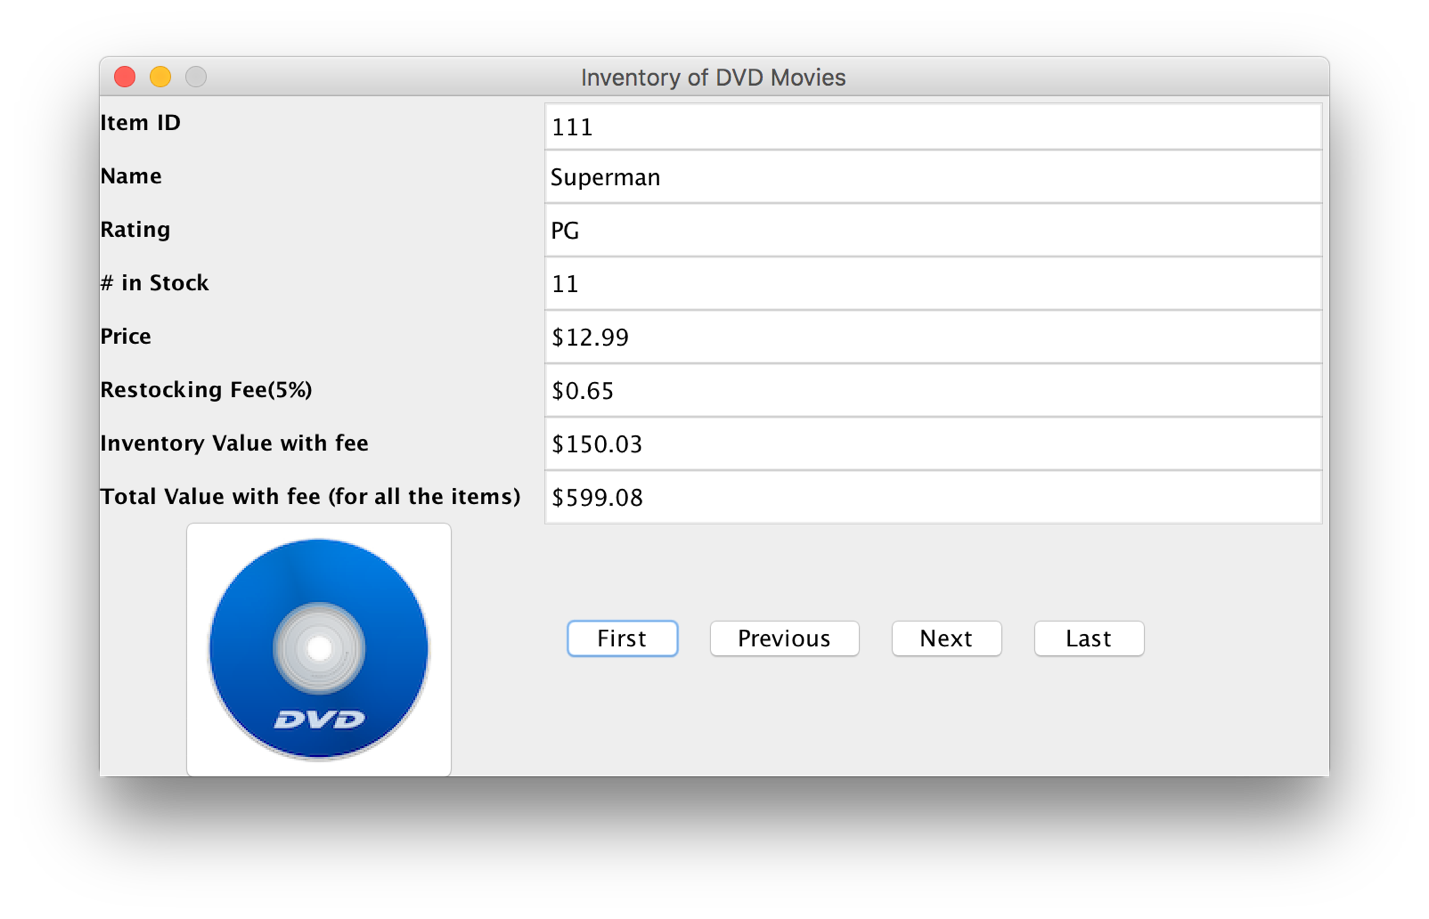 Inventory of DVD Movies
Item ID 111
Name Superman
Rating PG
# in Stock 11
Price $12.99
Restocking Fee(5%) $0.65
Inventory Value with fee $150.03
Total Value with fee (for all the items) $599.08
First Previous Next Last
DVD